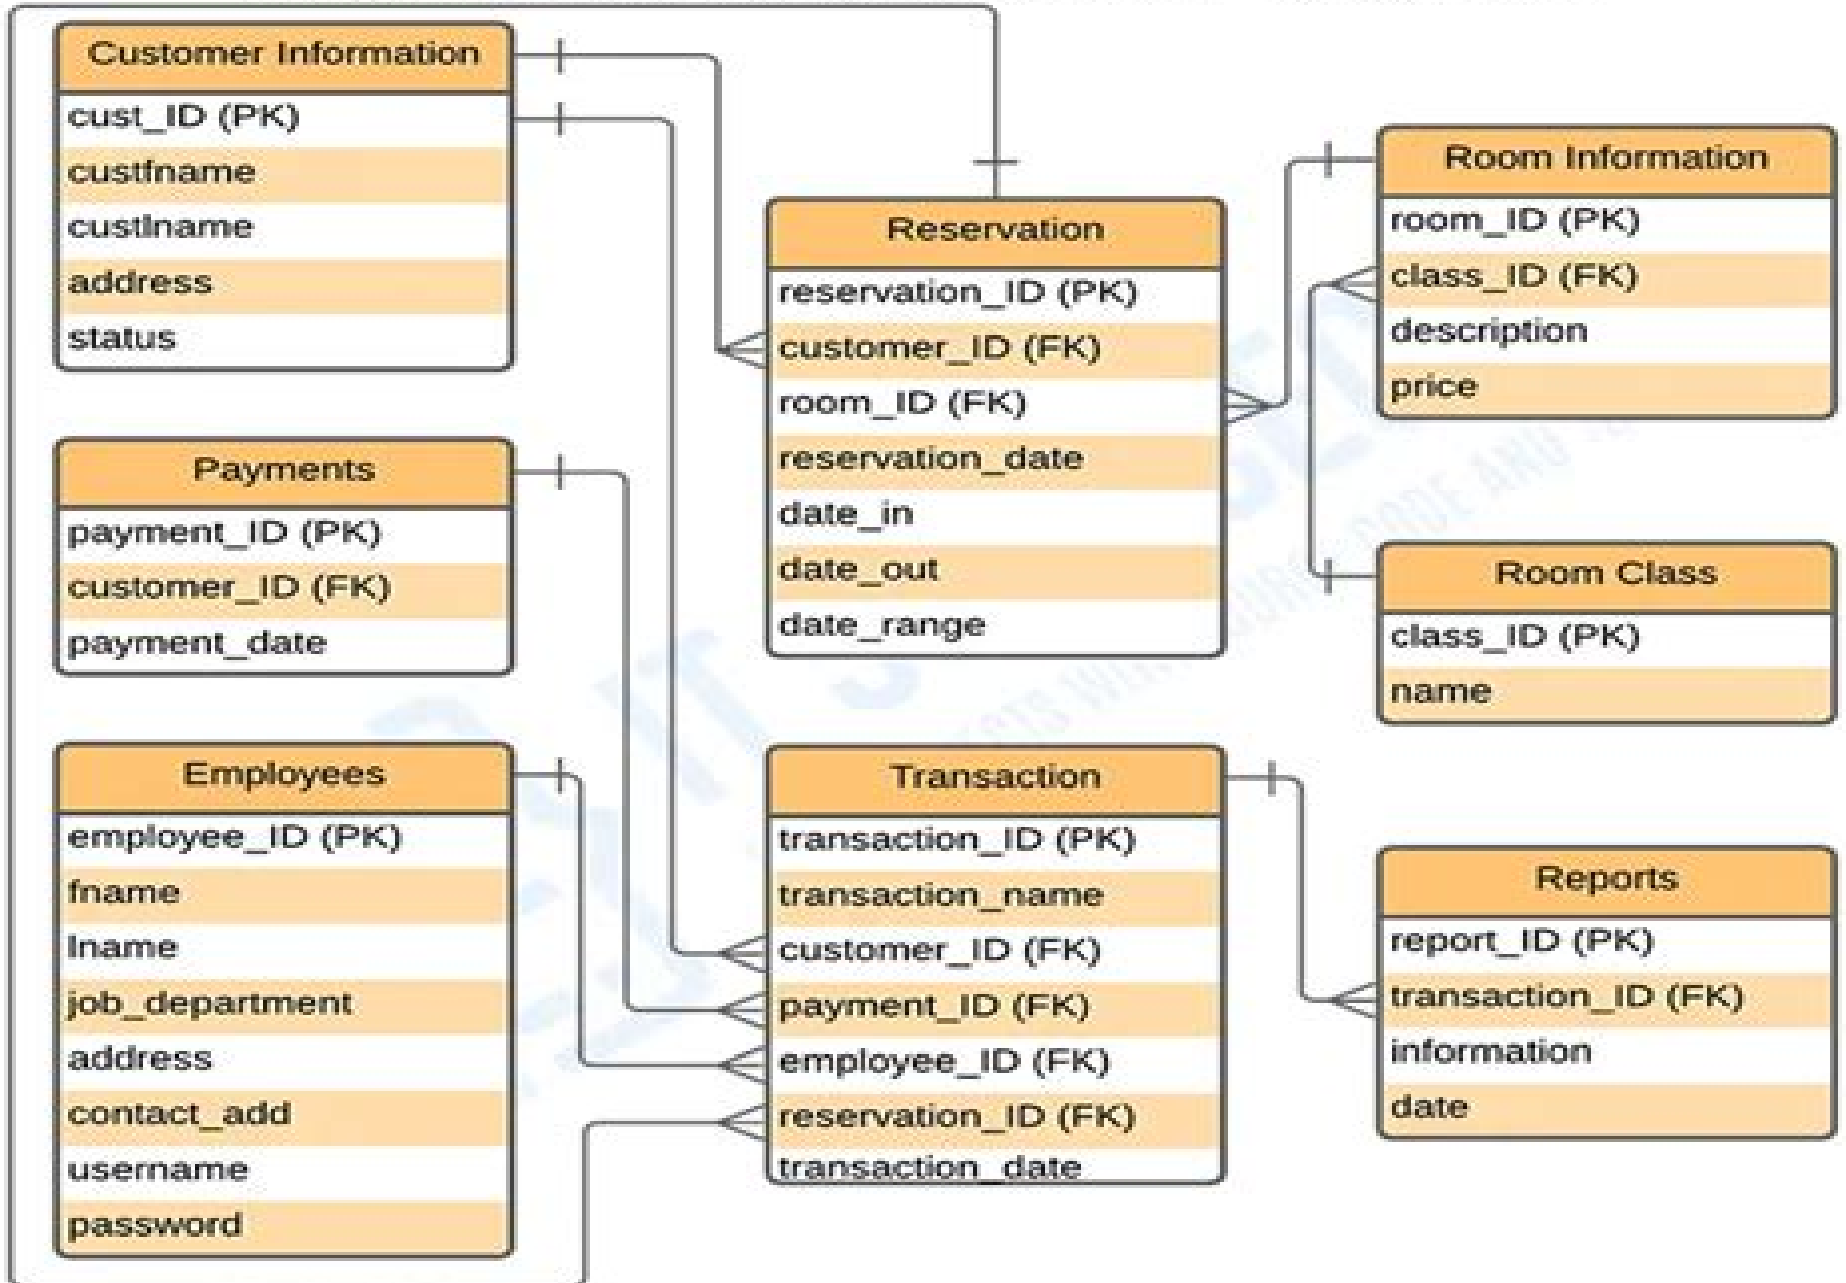 Customer Information
cust_ID (PK)
custfname
custlname
address
status
Payments
payment_ID (PK)
customer_ID (FK)
payment_date
Employees
employee_ID (PK)
fname
lname
job_department
address
contact_add
username
password
Reservation
reservation_ID (PK)
customer_ID (FK)
room_ID (FK)
reservation_date
date_in
date_out
date_range
Transaction
transaction_ID (PK)
transaction_name
customer_ID (FK)
payment_ID (FK)
employee_ID (FK)
reservation_ID (FK)
transaction_date
Room Information
room_ID (PK)
class_ID (FK)
description
price
Room Class
class_ID (PK)
name
Reports
report_ID (PK)
transaction_ID (FK)
information
date